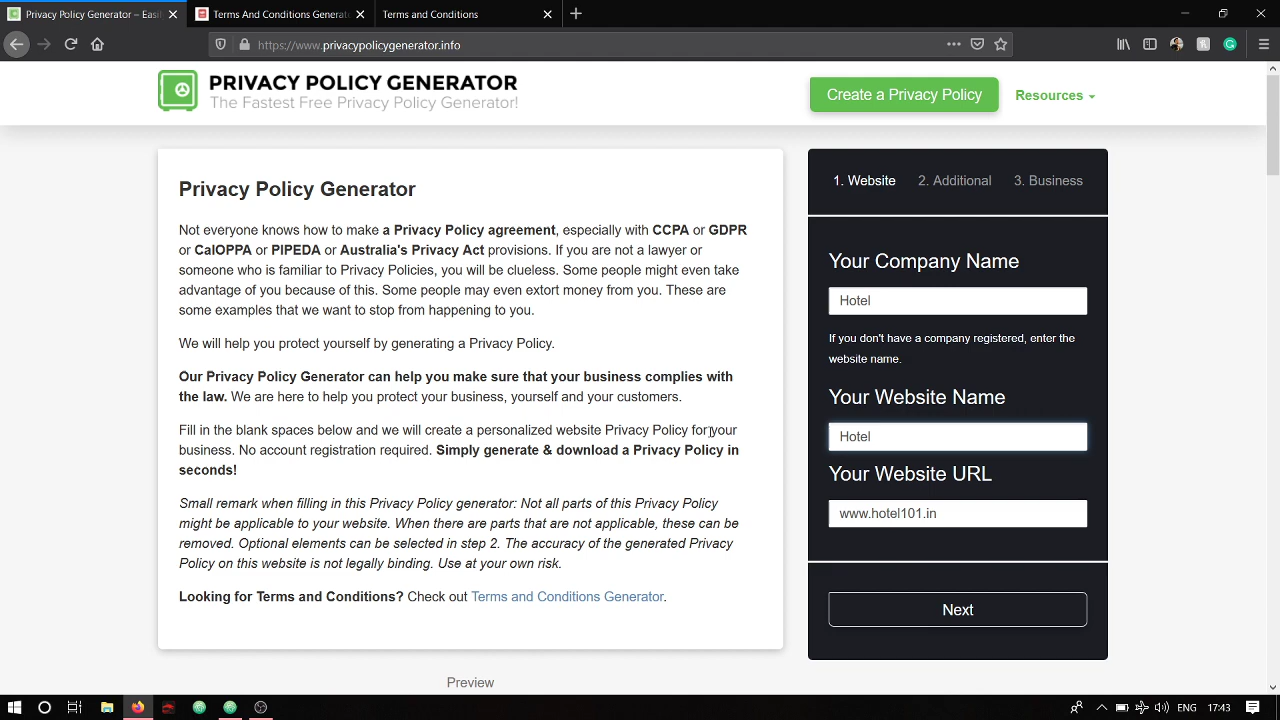 Privacy Policy Generator – Easil
Terms And Conditions Generato
Terms and Conditions
https://www.privacypolicygenerator.info
PRIVACY POLICY GENERATOR
The Fastest Free Privacy Policy Generator!
Create a Privacy Policy
Resources
Privacy Policy Generator
Not everyone knows how to make a Privacy Policy agreement, especially with CCPA or GDPR
or CalOPPA or PIPEDA or Australia's Privacy Act provisions. If you are not a lawyer or
someone who is familiar to Privacy Policies, you will be clueless. Some people might even take
advantage of you because of this. Some people may even extort money from you. These are
some examples that we want to stop from happening to you.
We will help you protect yourself by generating a Privacy Policy.
Our Privacy Policy Generator can help you make sure that your business complies with
the law. We are here to help you protect your business, yourself and your customers.
Fill in the blank spaces below and we will create a personalized website Privacy Policy for your
business. No account registration required. Simply generate & download a Privacy Policy in
seconds!
Small remark when filling in this Privacy Policy generator: Not all parts of this Privacy Policy
might be applicable to your website. When there are parts that are not applicable, these can be
removed. Optional elements can be selected in step 2. The accuracy of the generated Privacy
Policy on this website is not legally binding. Use at your own risk.
Looking for Terms and Conditions? Check out Terms and Conditions Generator.
Preview
1. Website
2. Additional
3. Business
Your Company Name
Hotel
If you don't have a company registered, enter the
website name.
Your Website Name
Hotel
Your Website URL
www.hotel101.in
Next
ENG
17:43